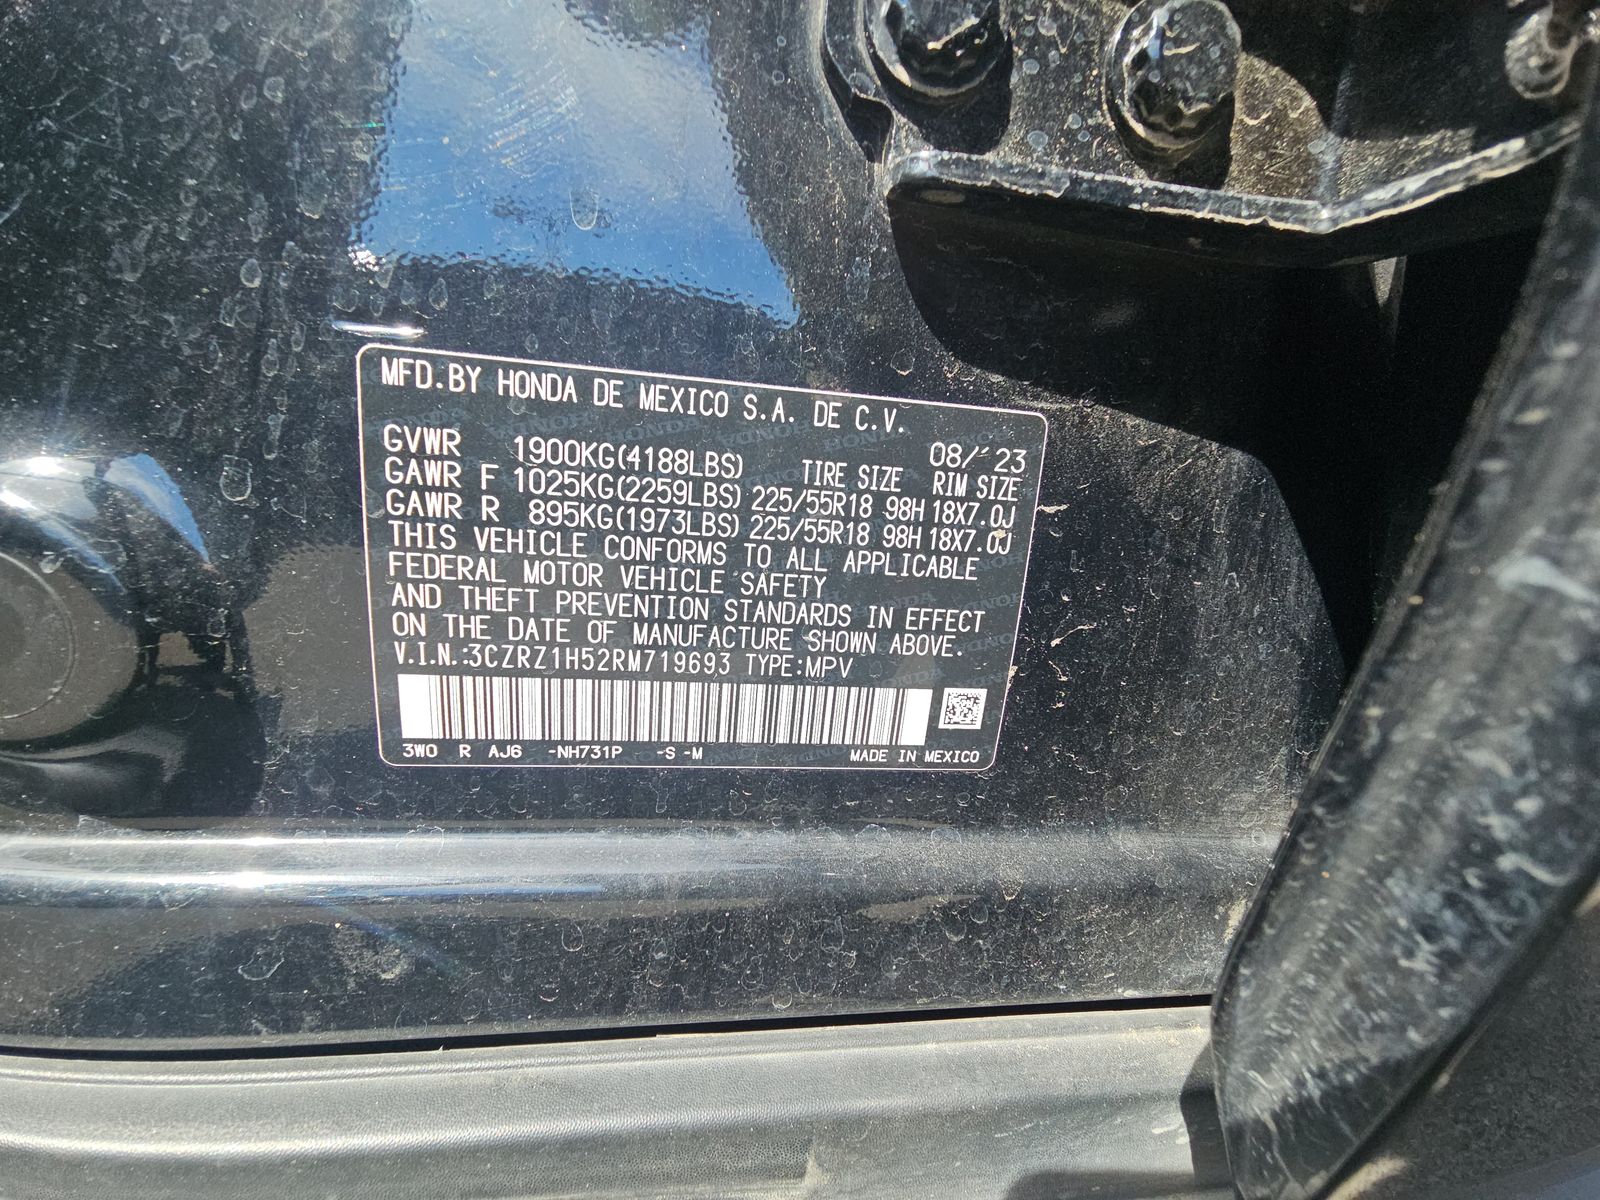 MFD.BY HONDA DE MEXICO S.A. DE C.V.
08/'23
GVWR 1900KG(4188LBS) TIRE SIZE RIM SIZE
GAWR F 1025KG(2259LBS) 225/55R18 98H 18X7.0J
GAWR R 895KG(1973LBS) 225/55R18 98H 18X7.0J
THIS VEHICLE CONFORMS TO ALL APPLICABLE
FEDERAL MOTOR VEHICLE SAFETY
AND THEFT PREVENTION STANDARDS IN EFFECT
ON THE DATE OF MANUFACTURE SHOWN ABOVE.
V.I.N.:3CZRZ1H52RM719693 TYPE:MPV
3W0 R AJ6 -NH731P -S -M MADE IN MEXICO